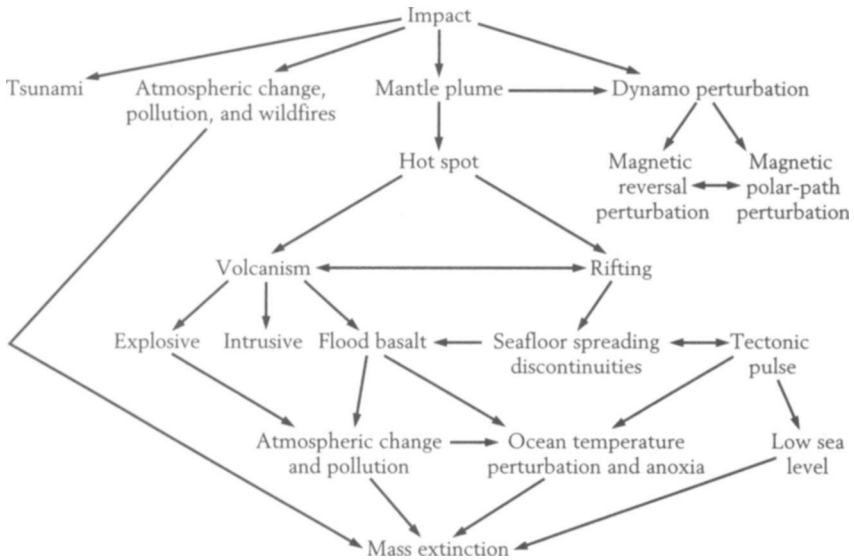 Impact
Tsunami
Atmospheric change,
pollution, and wildfires
Mantle plume
Dynamo perturbation
Hot spot
Magnetic
reversal
perturbation
Magnetic
polar-path
perturbation
Volcanism
Rifting
Explosive
Intrusive
Flood basalt
Seafloor spreading
discontinuities
Tectonic
pulse
Atmospheric change
and pollution
Ocean temperature
perturbation and anoxia
Low sea
level
Mass extinction